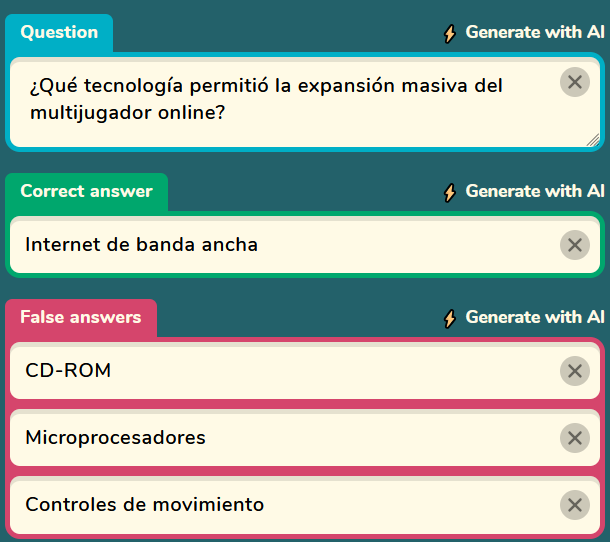 Question
Generate with AI
¿Qué tecnología permitió la expansión masiva del
multijugador online?
Correct answer
Generate with AI
Internet de banda ancha
False answers
Generate with AI
CD-ROM
Microprocesadores
Controles de movimiento